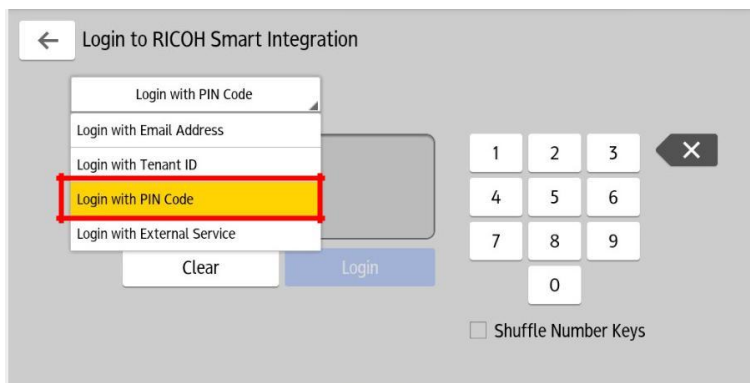 Login to RICOH Smart Integration
Login with PIN Code
Login with Email Address
Login with Tenant ID
Login with PIN Code
Login with External Service
Clear
Login
1 2 3
4 5 6
7 8 9
0
Shuffle Number Keys